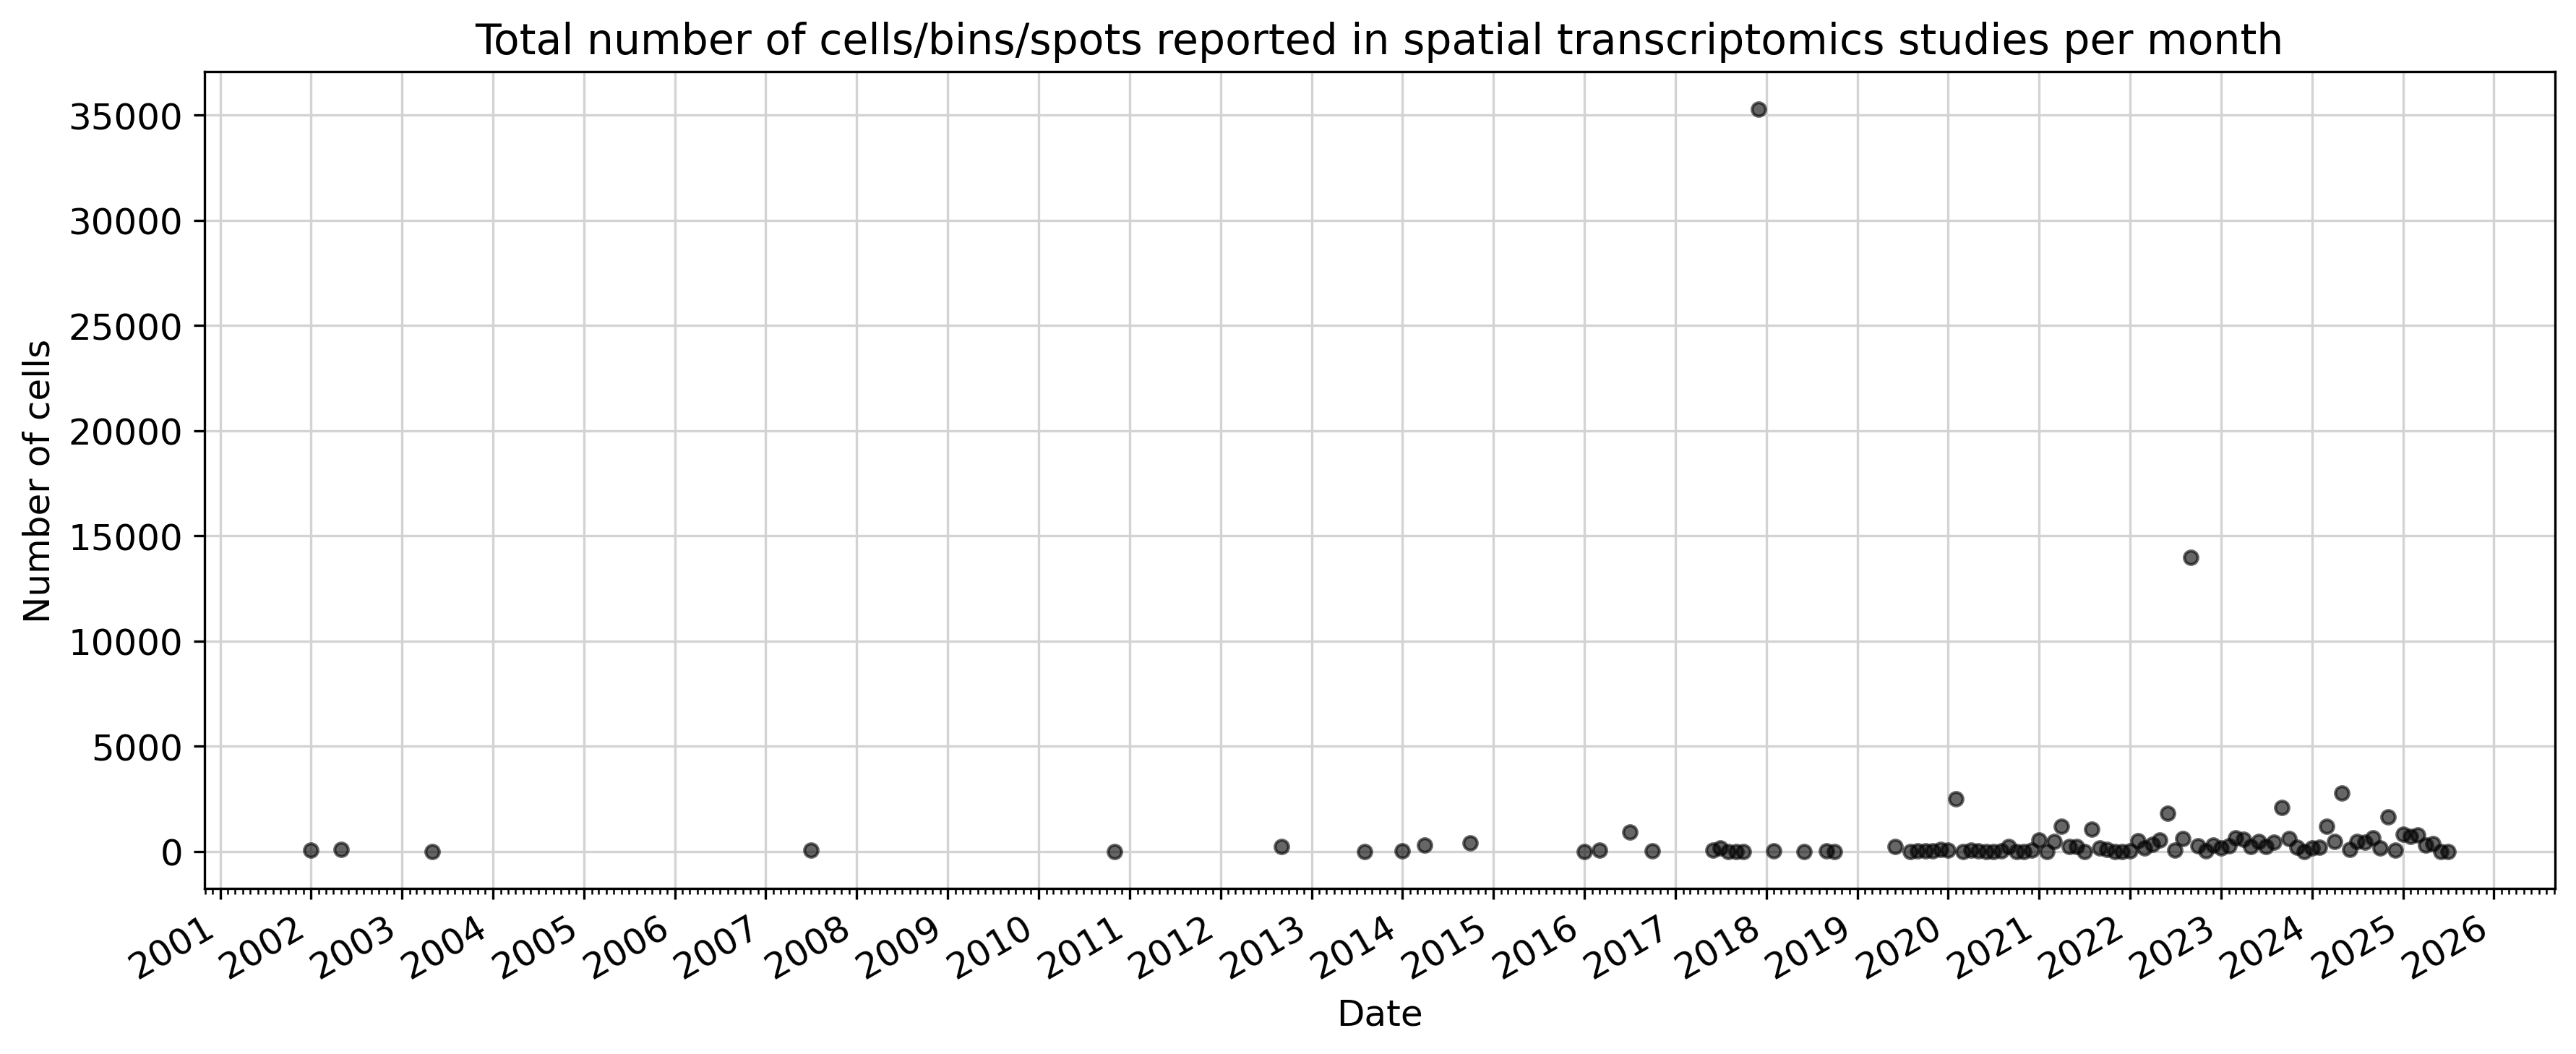 Total number of cells/bins/spots reported in spatial transcriptomics studies per month
35000
30000
25000
20000
15000
10000
5000
0
Number of cells
2001 2002 2003 2004 2005 2006 2007 2008 2009 2010 2011 2012 2013 2014 2015 2016 2017 2018 2019 2020 2021 2022 2023 2024 2025 2026
Date